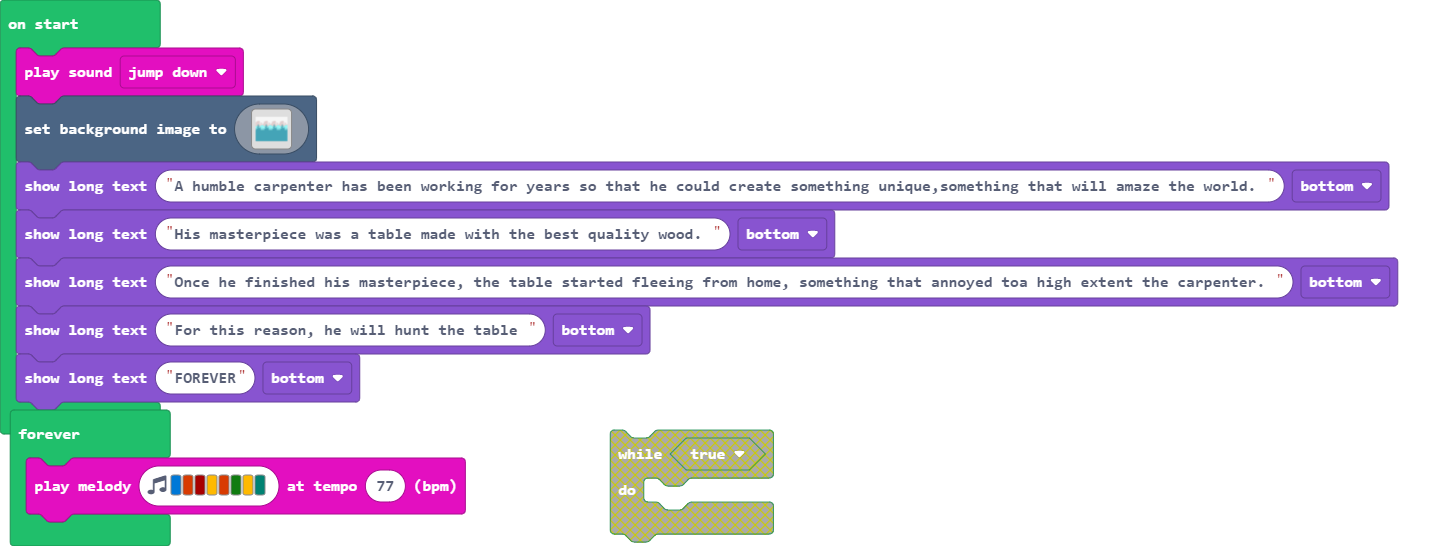 on start
play sound jump down
set background image to
show long text "A humble carpenter has been working for years so that he could create something unique,something that will amaze the world. " bottom
show long text "His masterpiece was a table made with the best quality wood. " bottom
show long text "Once he finished his masterpiece, the table started fleeing from home, something that annoyed toa high extent the carpenter. " bottom
show long text "For this reason, he will hunt the table " bottom
show long text "FOREVER" bottom
forever
play melody at tempo 77 (bpm)
while true
do